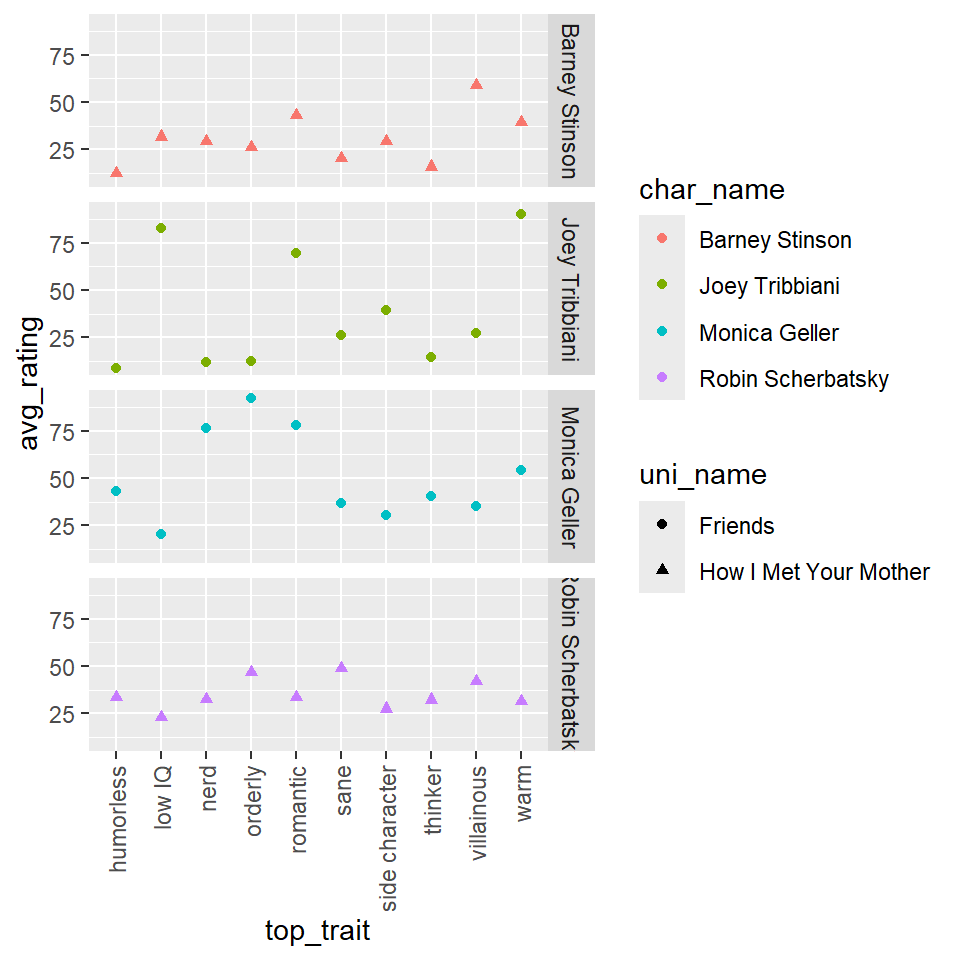 75
50
25
Barney Stinson
75
50
25
Joey Tribbiani
75
50
25
Monica Geller
75
50
25
Robin Scherbatsk
avg_rating
humorless
low IQ
nerd
orderly
romantic
sane
side character
thinker
villainous
warm
top_trait
char_name
Barney Stinson
Joey Tribbiani
Monica Geller
Robin Scherbatsky
uni_name
Friends
How I Met Your Mother